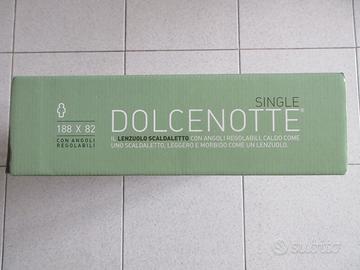 SINGLE
DOLCENOTTE®
188 X 82
CON ANGOLI
REGOLABILI
IL LENZUOLO SCALDALETTO CON ANGOLI REGOLABILI, CALDO COME
UNO SCALDALETTO, LEGGERO E MORBIDO COME UN LENZUOLO.
subito